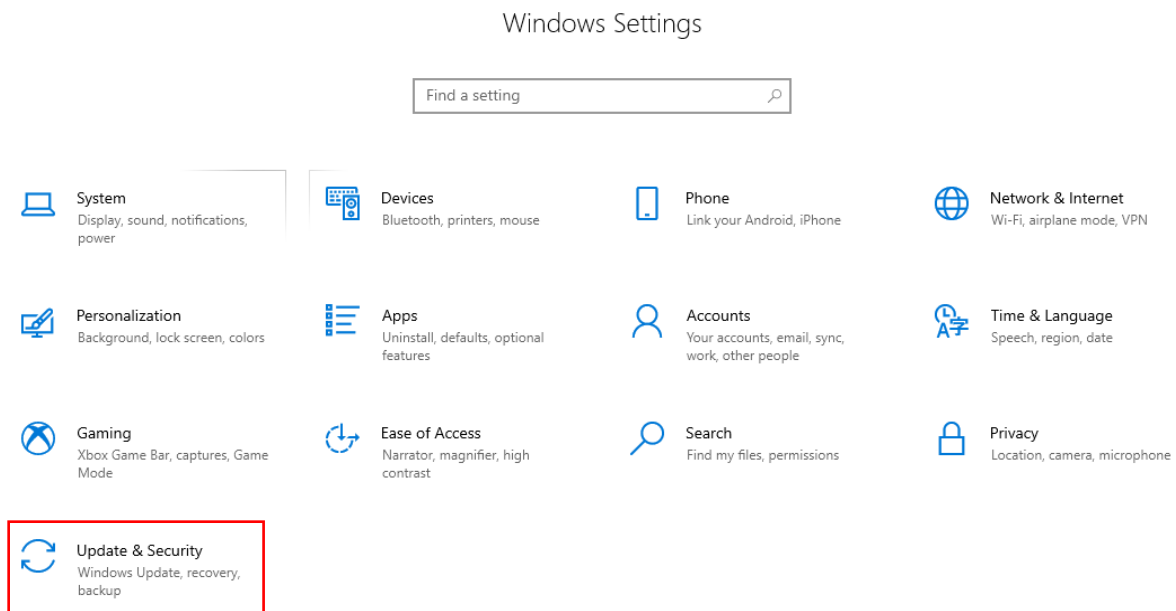 Windows Settings
Find a setting
System
Display, sound, notifications,
power
Devices
Bluetooth, printers, mouse
Phone
Link your Android, iPhone
Network & Internet
Wi-Fi, airplane mode, VPN
Personalization
Background, lock screen, colors
Apps
Uninstall, defaults, optional
features
Accounts
Your accounts, email, sync,
work, other people
Time & Language
Speech, region, date
Gaming
Xbox Game Bar, captures, Game
Mode
Ease of Access
Narrator, magnifier, high
contrast
Search
Find my files, permissions
Privacy
Location, camera, microphone
Update & Security
Windows Update, recovery,
backup